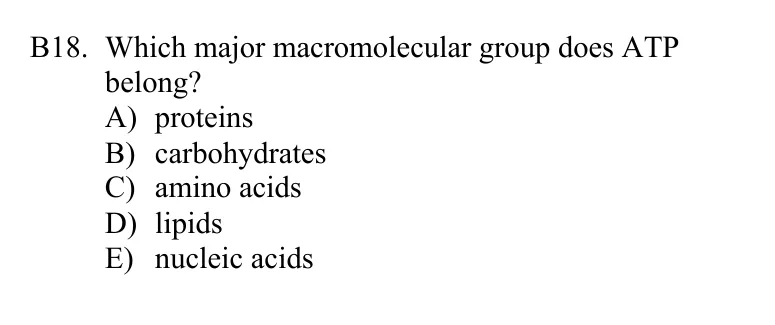 B18. Which major macromolecular group does ATP
belong?
A) proteins
B) carbohydrates
C) amino acids
D) lipids
E) nucleic acids